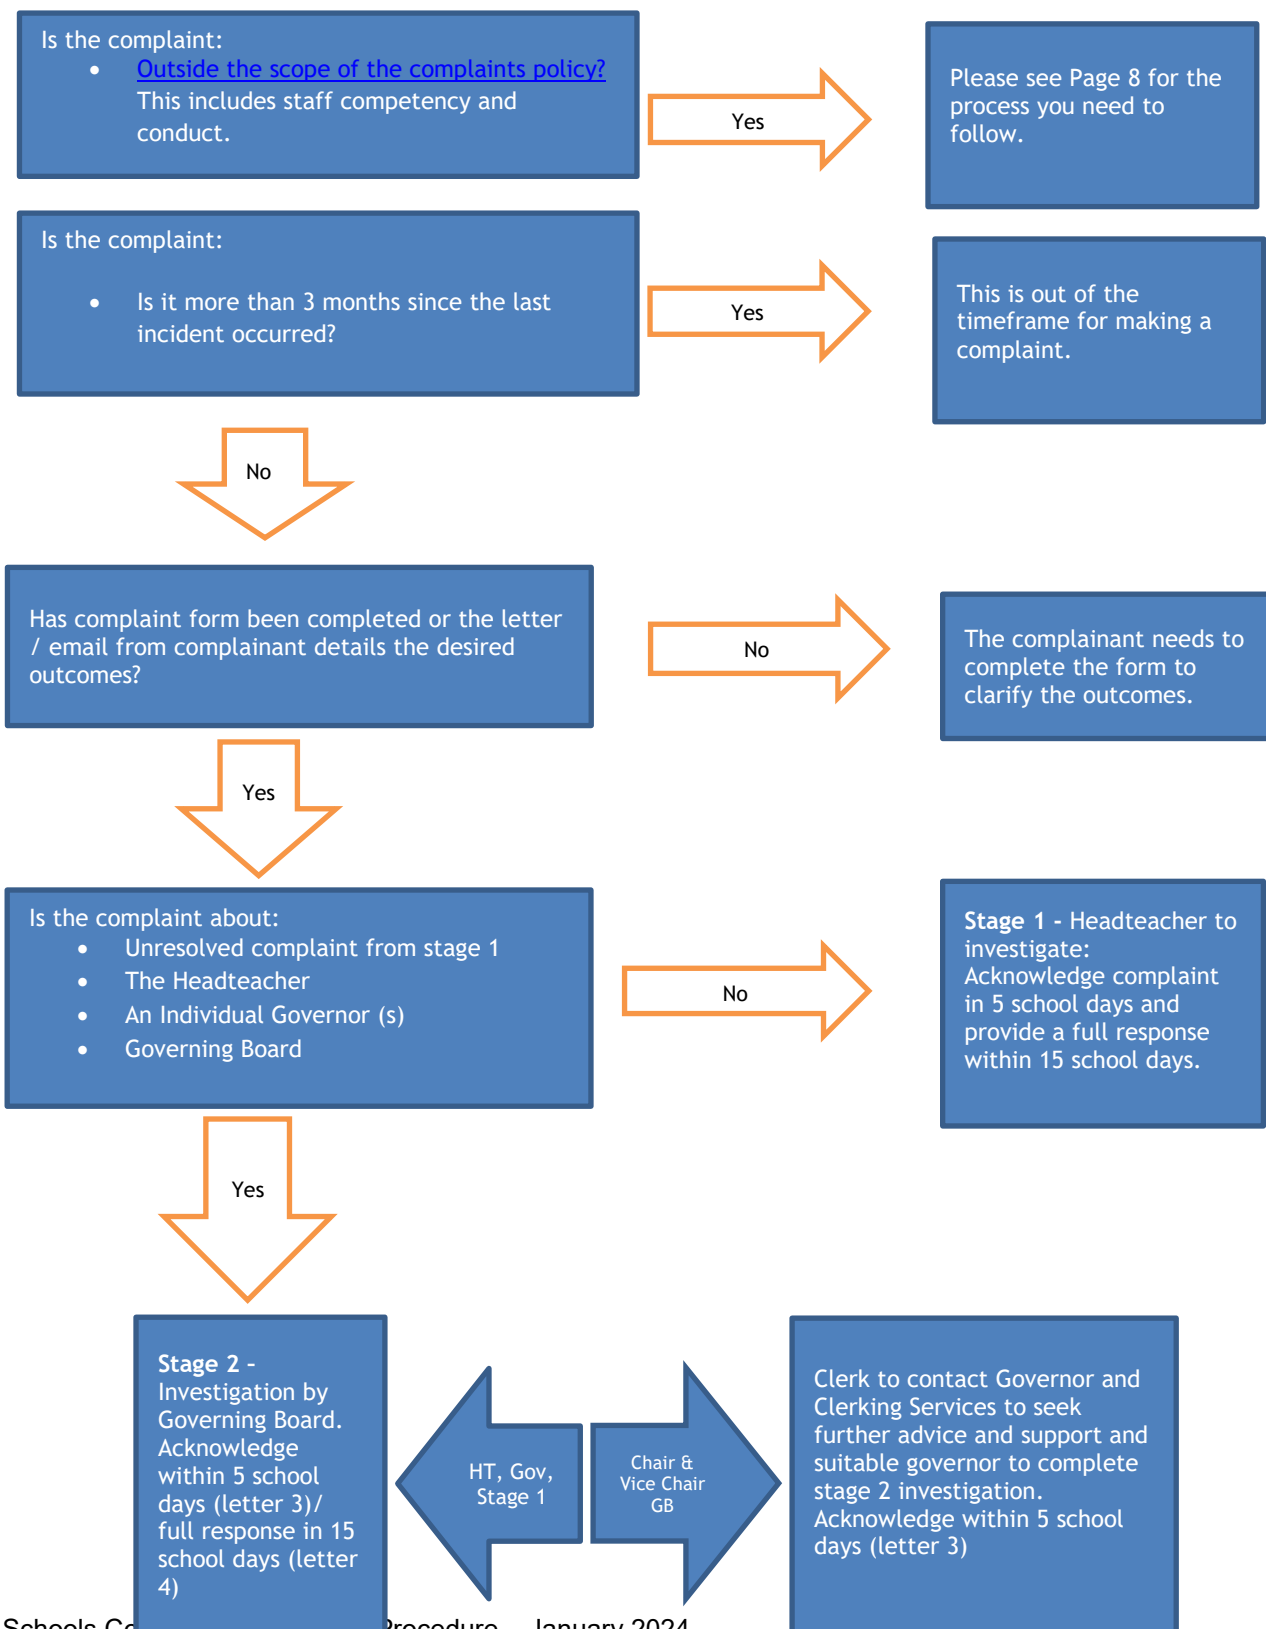 Is the complaint:
• Outside the scope of the complaints policy?
This includes staff competency and
conduct.
Yes
Please see Page 8 for the
process you need to
follow.
Is the complaint:
• Is it more than 3 months since the last
incident occurred?
Yes
This is out of the
timeframe for making a
complaint.
No
Has complaint form been completed or the letter
/ email from complainant details the desired
outcomes?
No
The complainant needs to
complete the form to
clarify the outcomes.
Yes
Is the complaint about:
• Unresolved complaint from stage 1
• The Headteacher
• An Individual Governor (s)
• Governing Board
No
Stage 1 - Headteacher to
investigate:
Acknowledge complaint
in 5 school days and
provide a full response
within 15 school days.
Yes
Stage 2 –
Investigation by
Governing Board.
Acknowledge
within 5 school
days (letter 3)/
full response in 15
school days (letter
4)
HT, Gov,
Stage 1
Chair &
Vice Chair
GB
Clerk to contact Governor and
Clerking Services to seek
further advice and support and
suitable governor to complete
stage 2 investigation.
Acknowledge within 5 school
days (letter 3)
Schools Procedure January 2024